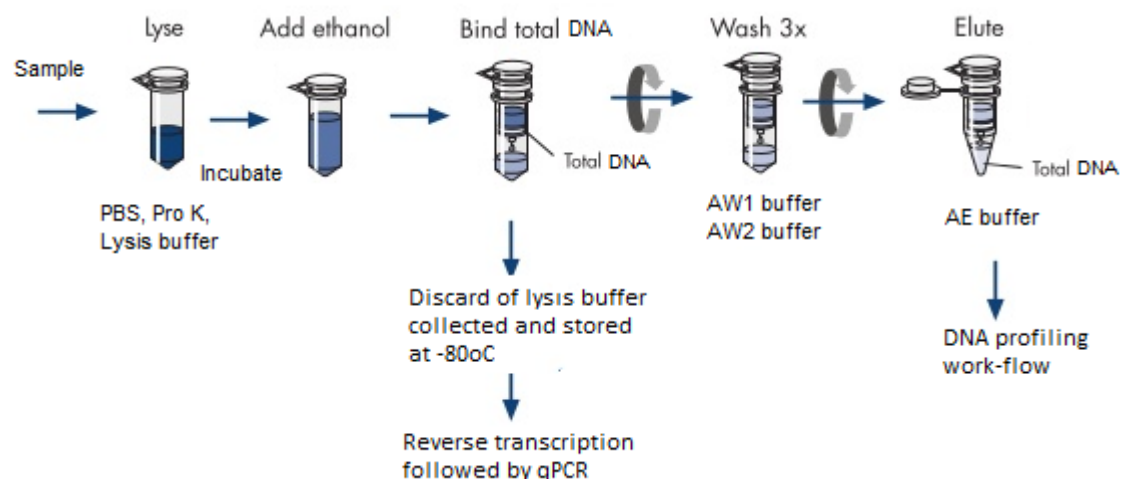 Lyse
Add ethanol
Bind total DNA
Wash 3x
Elute
Sample
Incubate
Total DNA
Total DNA
PBS, Pro K,
Lysis buffer
AW1 buffer
AW2 buffer
AE buffer
Discard of lysis buffer
collected and stored
at -80oC
DNA profiling
work-flow
Reverse transcription
followed by qPCR